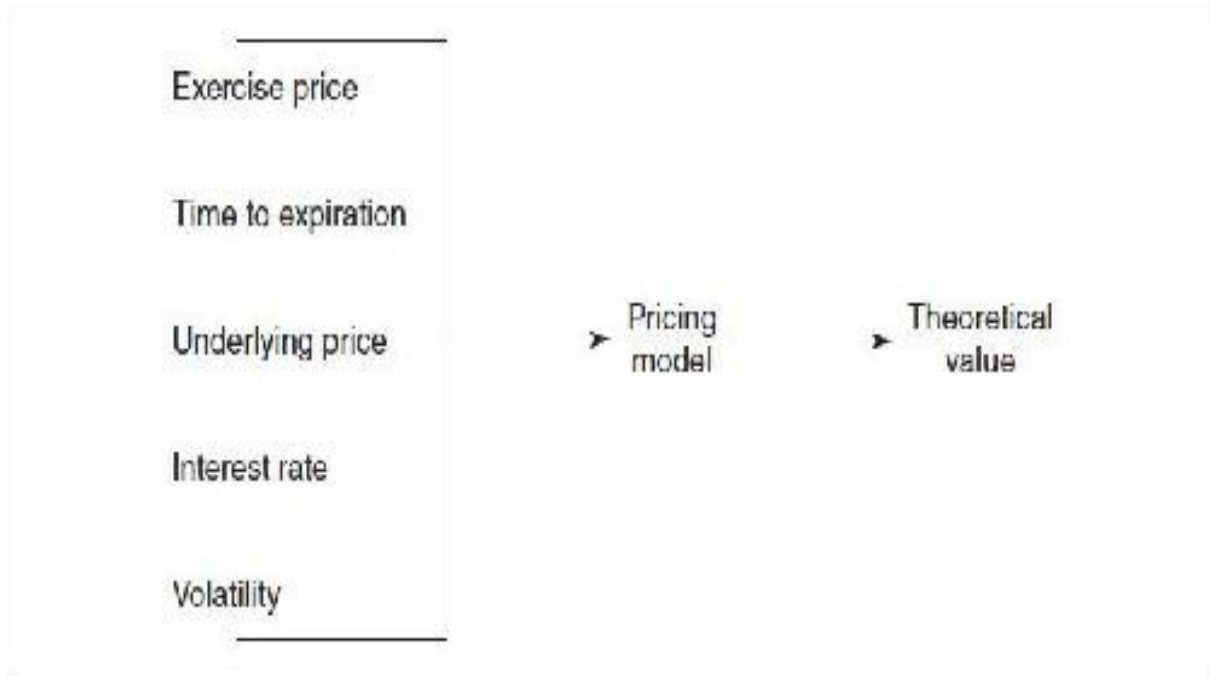 Exercise price
Time to expiration
Underlying price
Interest rate
Volatility
Pricing
model
Theoretical
value